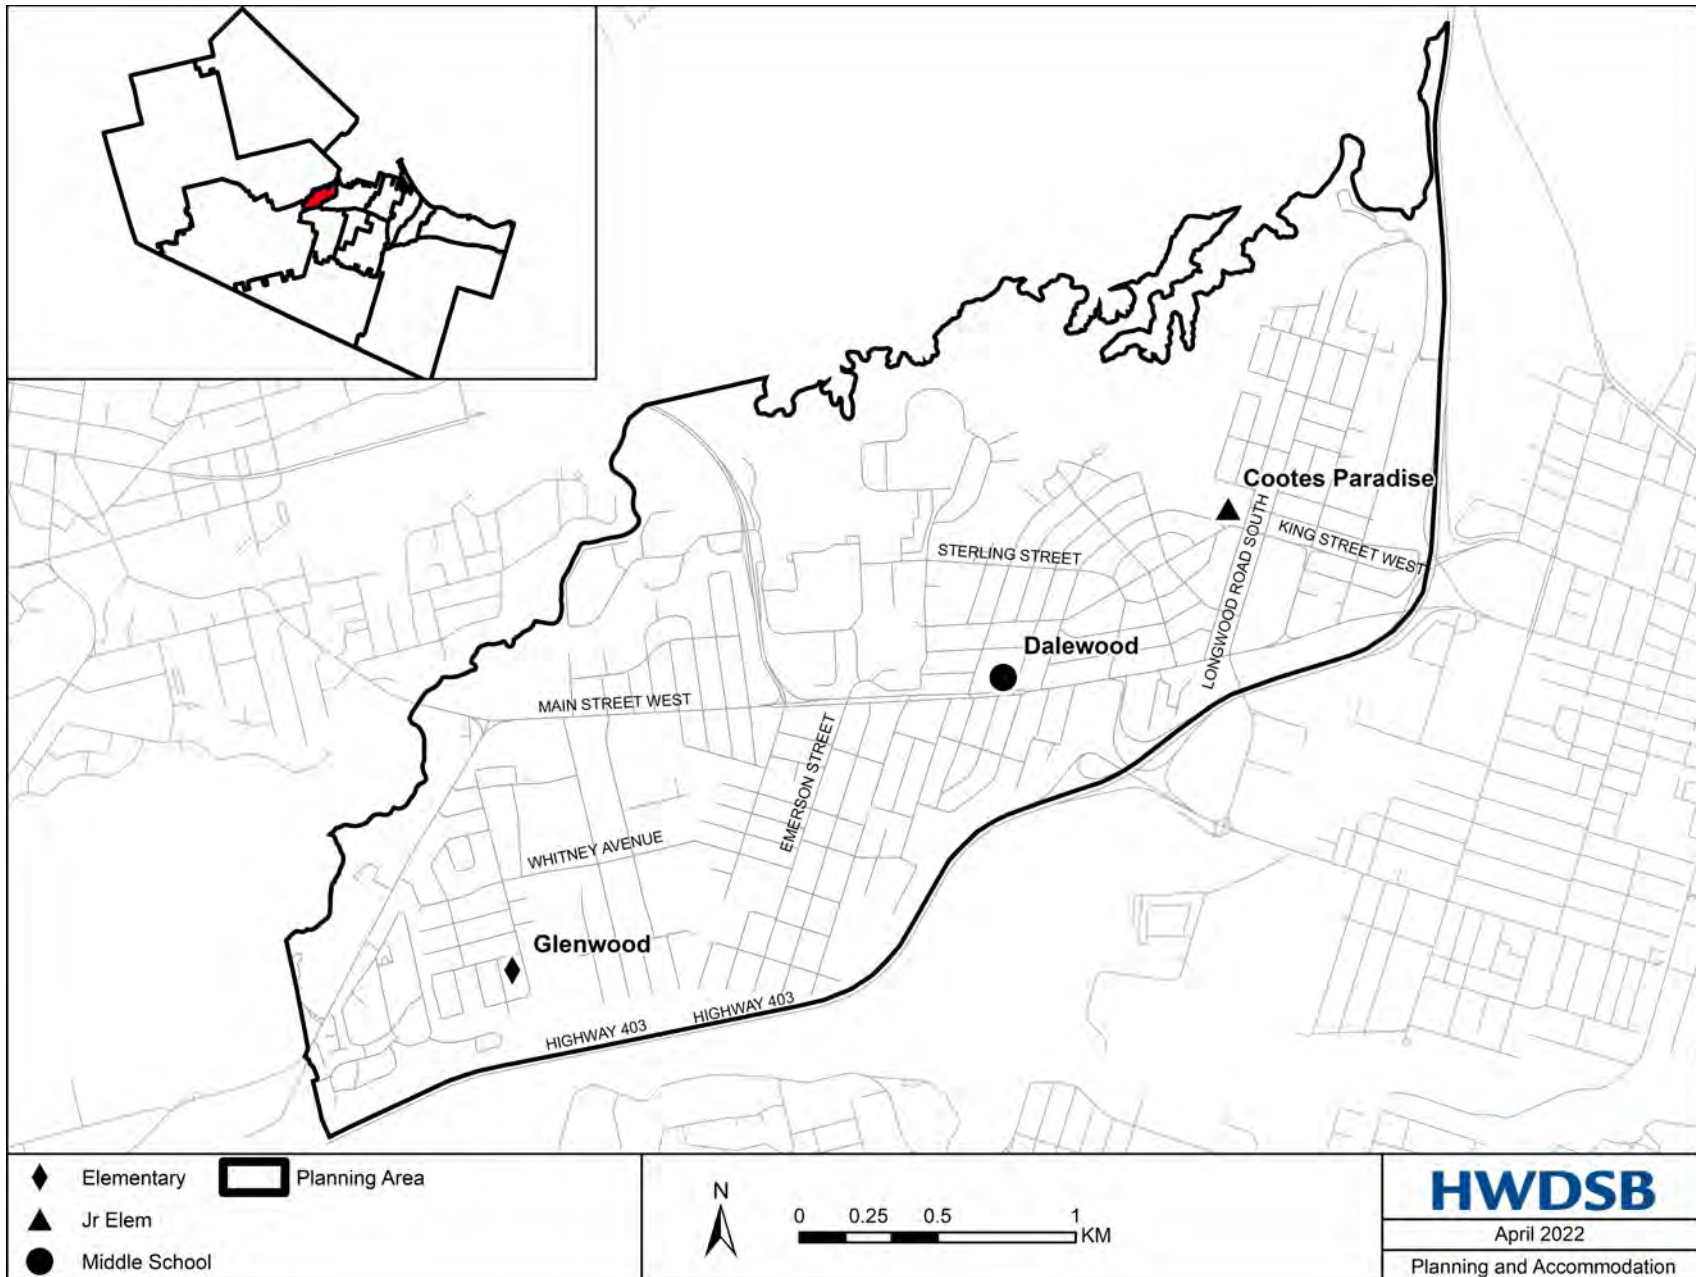 Cootes Paradise
KING STREET WEST
STERLING STREET
LONGWOOD ROAD SOUTH
Dalewood
MAIN STREET WEST
EMERSON STREET
WHITNEY AVENUE
Glenwood
HIGHWAY 403
HIGHWAY 403
Elementary
Planning Area
Jr Elem
Middle School
N
0 0.25 0.5 1
KM
HWDSB
April 2022
Planning and Accommodation